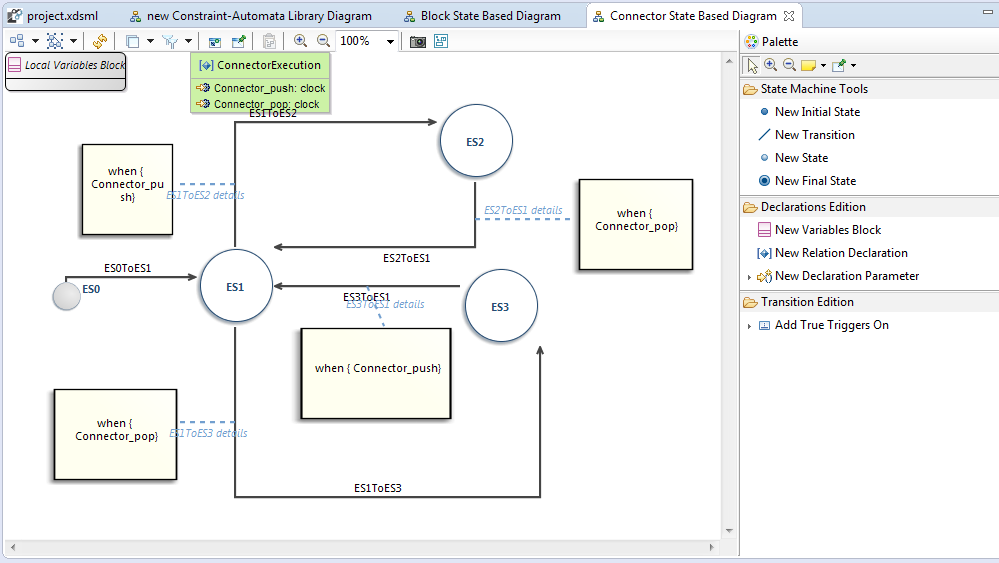 project.xdsml
new Constraint-Automata Library Diagram
Block State Based Diagram
Connector State Based Diagram
100%
Palette
Local Variables Block
ConnectorExecution
Connector_push: clock
Connector_pop: clock
ES1ToES2
ES2
when {
Connector_pu
sh}
ES1ToES2 details
ES2ToES1 details
when {
Connector_pop}
ES2ToES1
ES0ToES1
ES0
ES1
ES3ToES1
ES3ToES1 details
ES3
when { Connector_push}
when {
Connector_pop}
ES1ToES3 details
ES1ToES3
State Machine Tools
New Initial State
New Transition
New State
New Final State
Declarations Edition
New Variables Block
New Relation Declaration
New Declaration Parameter
Transition Edition
Add True Triggers On